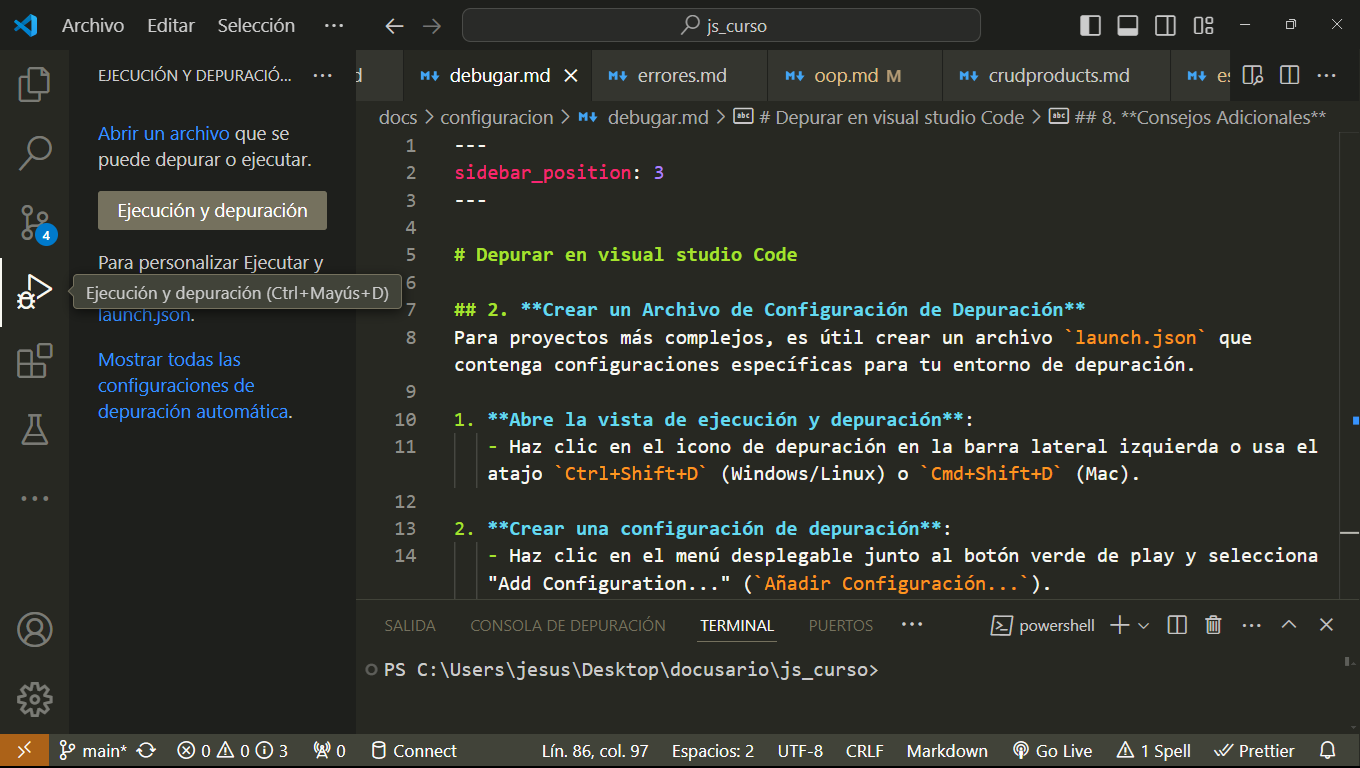 Archivo Editar Selección ··· js_curso
EJECUCIÓN Y DEPURACIÓ... ···
Abrir un archivo que se
puede depurar o ejecutar.
Ejecución y depuración
Para personalizar Ejecutar y
launch.json.
Mostrar todas las
configuraciones de
depuración automática.
4
Ejecución y depuración (Ctrl+Mayús+D)
d debugar.md errores.md oop.md M crudproducts.md es
docs > configuracion > debugar.md > # Depurar en visual studio Code > ## 8. **Consejos Adicionales**
1 ---
2 sidebar_position: 3
3 ---
4
5 # Depurar en visual studio Code
6
7 ## 2. **Crear un Archivo de Configuración de Depuración**
8 Para proyectos más complejos, es útil crear un archivo `launch.json` que
contenga configuraciones específicas para tu entorno de depuración.
9
10 1. **Abre la vista de ejecución y depuración**:
11 - Haz clic en el icono de depuración en la barra lateral izquierda o usa el
atajo `Ctrl+Shift+D` (Windows/Linux) o `Cmd+Shift+D` (Mac).
12
13 2. **Crear una configuración de depuración**:
14 - Haz clic en el menú desplegable junto al botón verde de play y selecciona
"Add Configuration..." (`Añadir Configuración...`).
SALIDA CONSOLA DE DEPURACIÓN TERMINAL PUERTOS ··· powershell
PS C:\Users\jesus\Desktop\docusario\js_curso>
main* 0 0 3 0 Connect Lín. 86, col. 97 Espacios: 2 UTF-8 CRLF Markdown Go Live 1 Spell Prettier